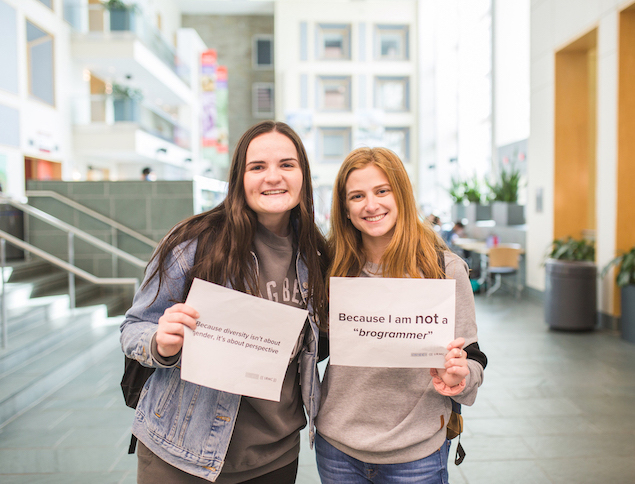 Because diversity isn't about
ender, it's about perspective
Because I am not a
"brogrammer"